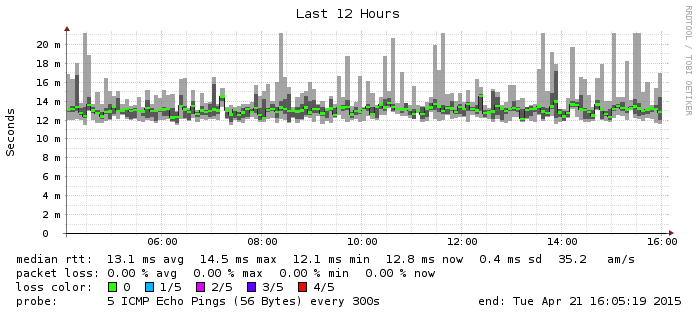 Last 12 Hours
RRDTOOL / TOBI OETIKER
Seconds
20 m
18 m
16 m
14 m
12 m
10 m
8 m
6 m
4 m
2 m
0
06:00 08:00 10:00 12:00 14:00 16:00
median rtt: 13.1 ms avg 14.5 ms max 12.1 ms min 12.8 ms now 0.4 ms sd 35.2 am/s
packet loss: 0.00 % avg 0.00 % max 0.00 % min 0.00 % now
loss color: 0 1/5 2/5 3/5 4/5
probe: 5 ICMP Echo Pings (56 Bytes) every 300s end: Tue Apr 21 16:05:19 2015